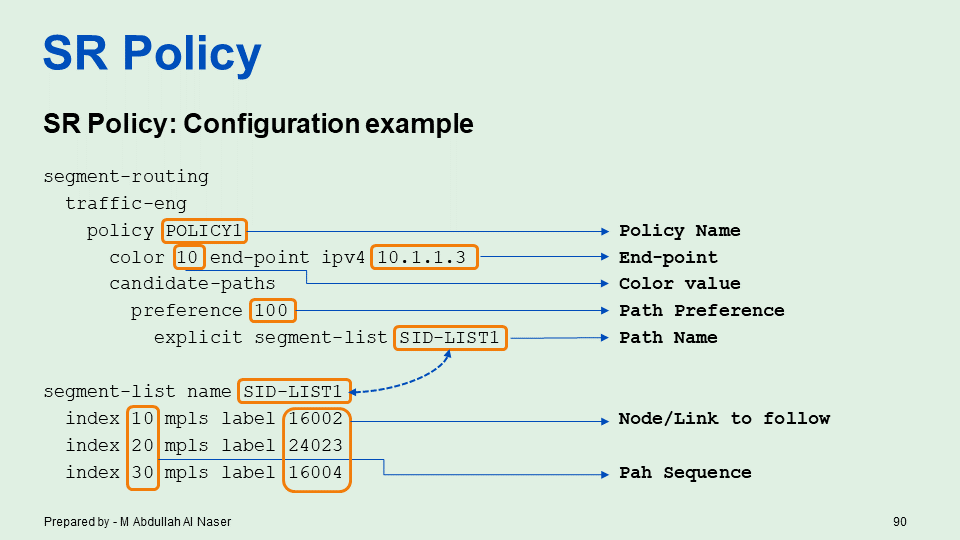 SR Policy
SR Policy: Configuration example
segment-routing
traffic-eng
policy POLICY1 Policy Name
color 10 end-point ipv4 10.1.1.3 End-point
candidate-paths Color value
preference 100 Path Preference
explicit segment-list SID-LIST1 Path Name
segment-list name SID-LIST1
index 10 mpls label 16002 Node/Link to follow
index 20 mpls label 24023
index 30 mpls label 16004 Pah Sequence
Prepared by - M Abdullah Al Naser 90